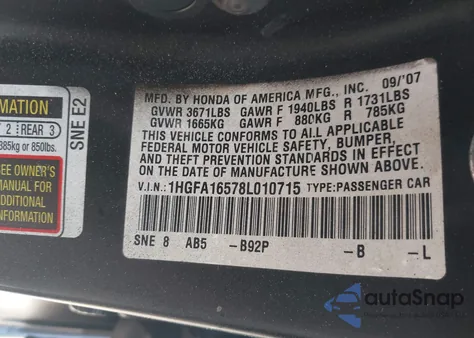 MATION
2 REAR 3
385kg or 850lbs.
SEE OWNER'S
MANUAL FOR
ADDITIONAL
INFORMATION
SNE E2
MFD. BY HONDA OF AMERICA MFG., INC. 09/'07
GVWR 3671LBS GAWR F 1940LBS R 1731LBS
GVWR 1665KG GAWR F 880KG R 785KG
THIS VEHICLE CONFORMS TO ALL APPLICABLE
FEDERAL MOTOR VEHICLE SAFETY, BUMPER,
AND THEFT PREVENTION STANDARDS IN EFFECT
ON THE DATE OF MANUFACTURE SHOWN ABOVE.
V.I.N.: 1HGFA16578L010715 TYPE:PASSENGER CAR
SNE 8 AB5 -B92P -B -L
autoSnap